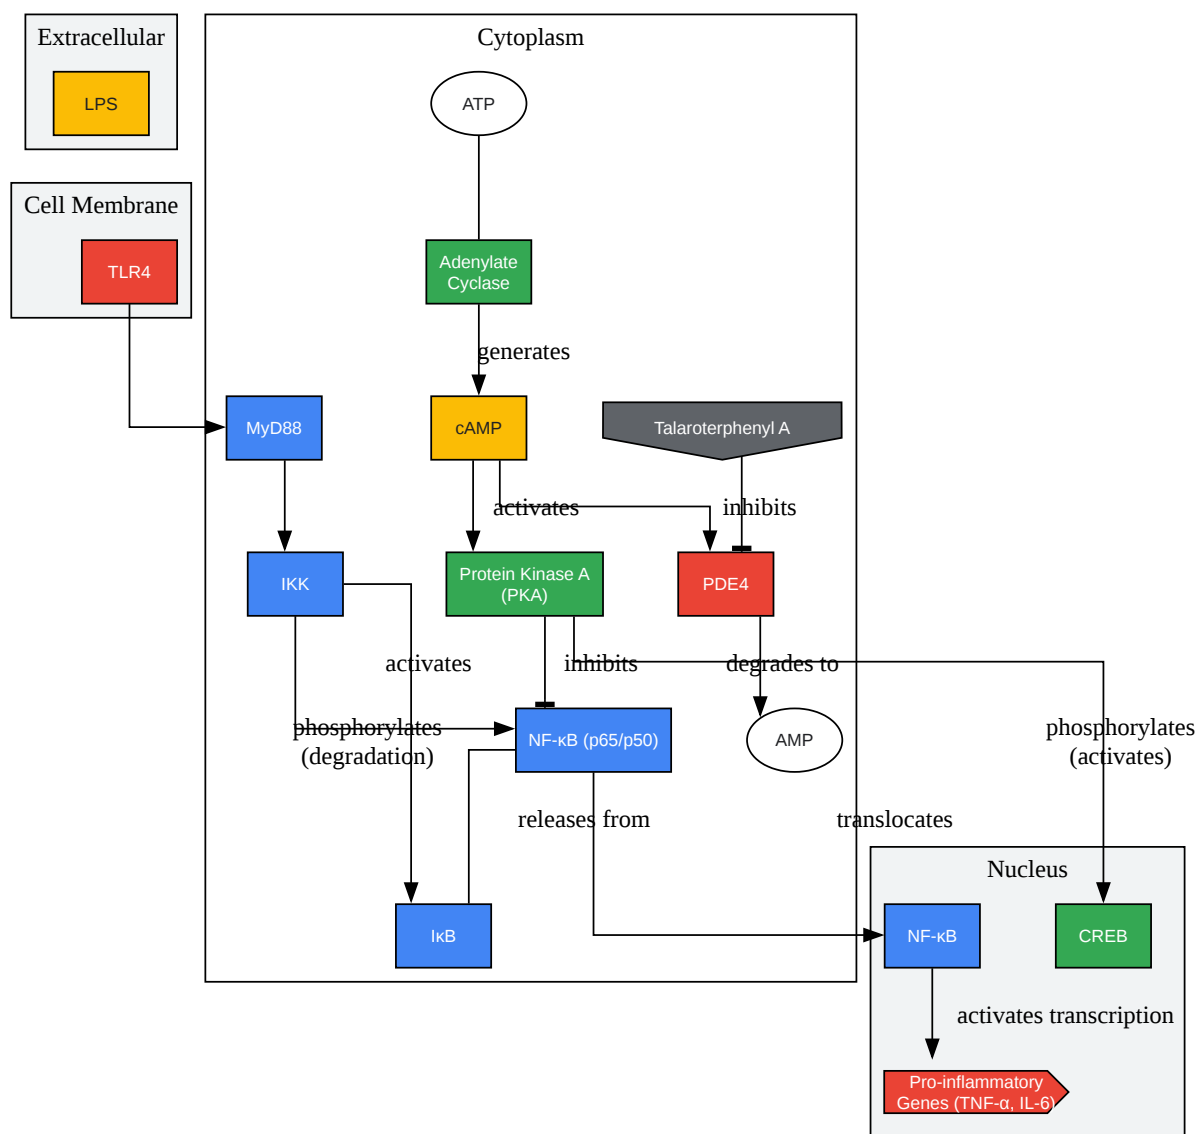 Extracellular
LPS
Cell Membrane
TLR4
Cytoplasm
ATP
Adenylate
Cyclase
generates
MyD88
cAMP
Talaroterphenyl A
activates
inhibits
IKK
Protein Kinase A
(PKA)
PDE4
activates
inhibits
degrades to
phosphorylates
(degradation)
NF-κB (p65/p50)
AMP
phosphorylates
(activates)
releases from
translocates
Nucleus
IκB
NF-κB
CREB
activates transcription
Pro-inflammatory
Genes (TNF-α, IL-6)